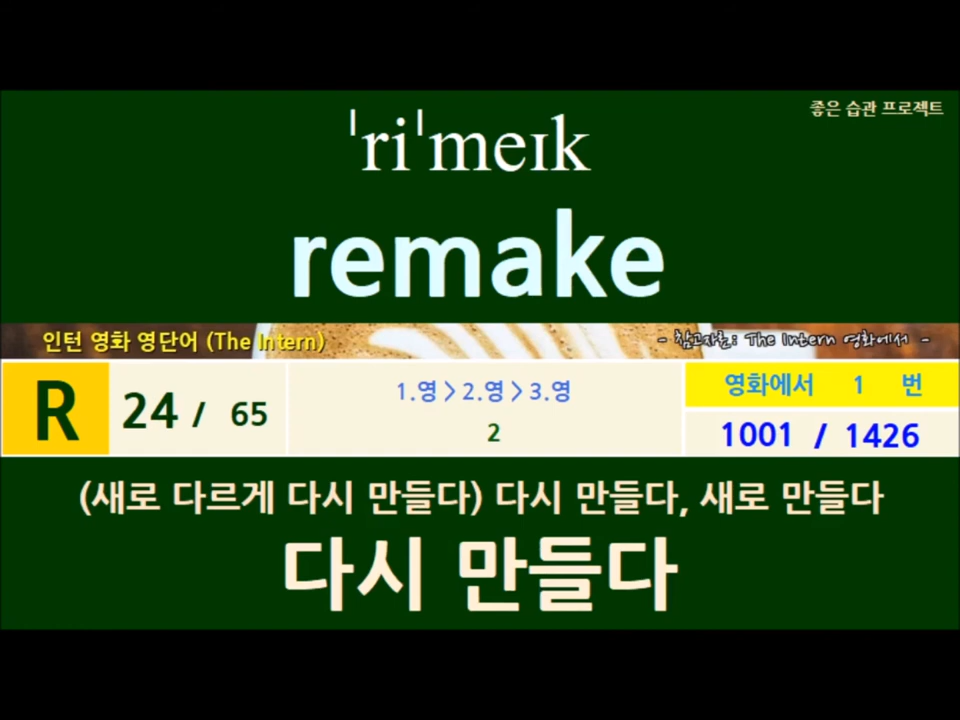 좋은 습관 프로젝트
ˈriˈmeɪk
remake
인턴 영화 영단어 (The Intern)
- 참고자료: The Intern 영화에서 -
R 24 / 65
1.영 > 2.영 > 3.영
2
영화에서 1 번
1001 / 1426
(새로 다르게 다시 만들다) 다시 만들다, 새로 만들다
다시 만들다